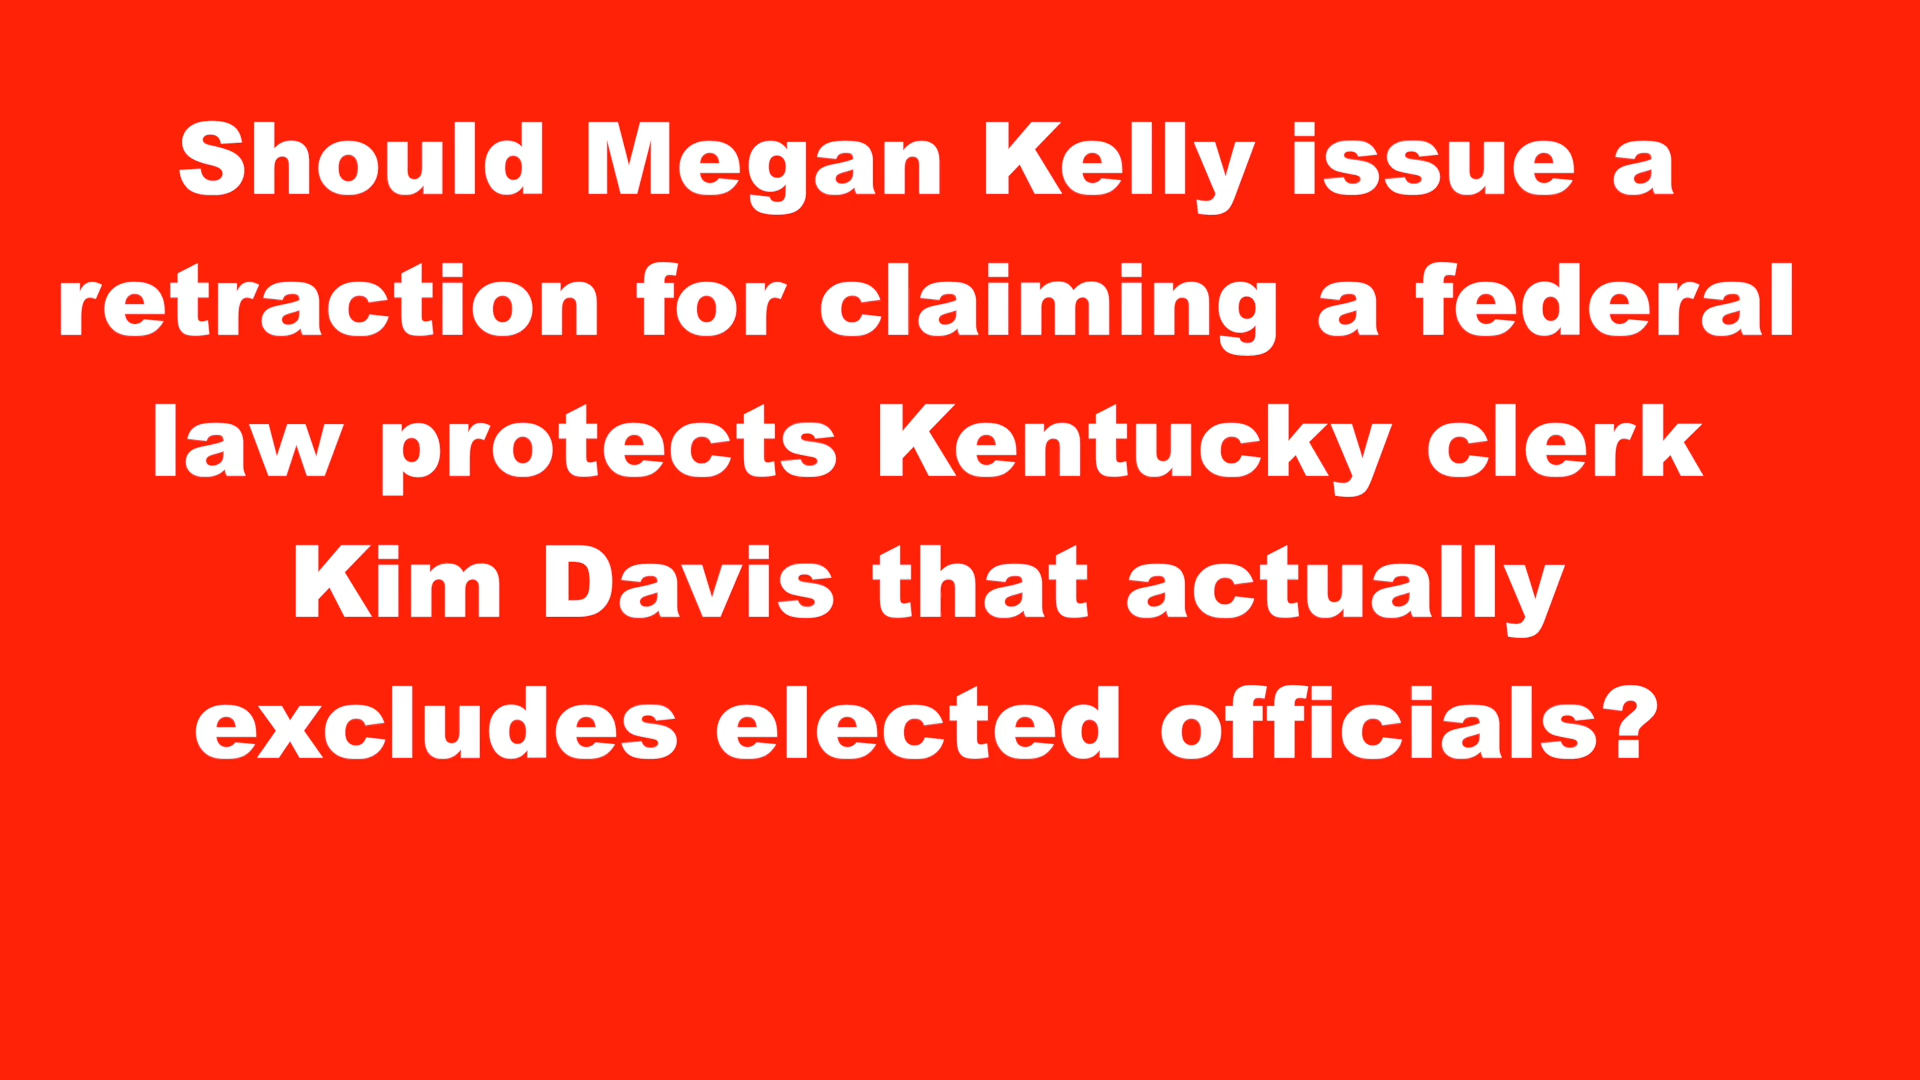 Should Megan Kelly issue a
retraction for claiming a federal
law protects Kentucky clerk
Kim Davis that actually
excludes elected officials?